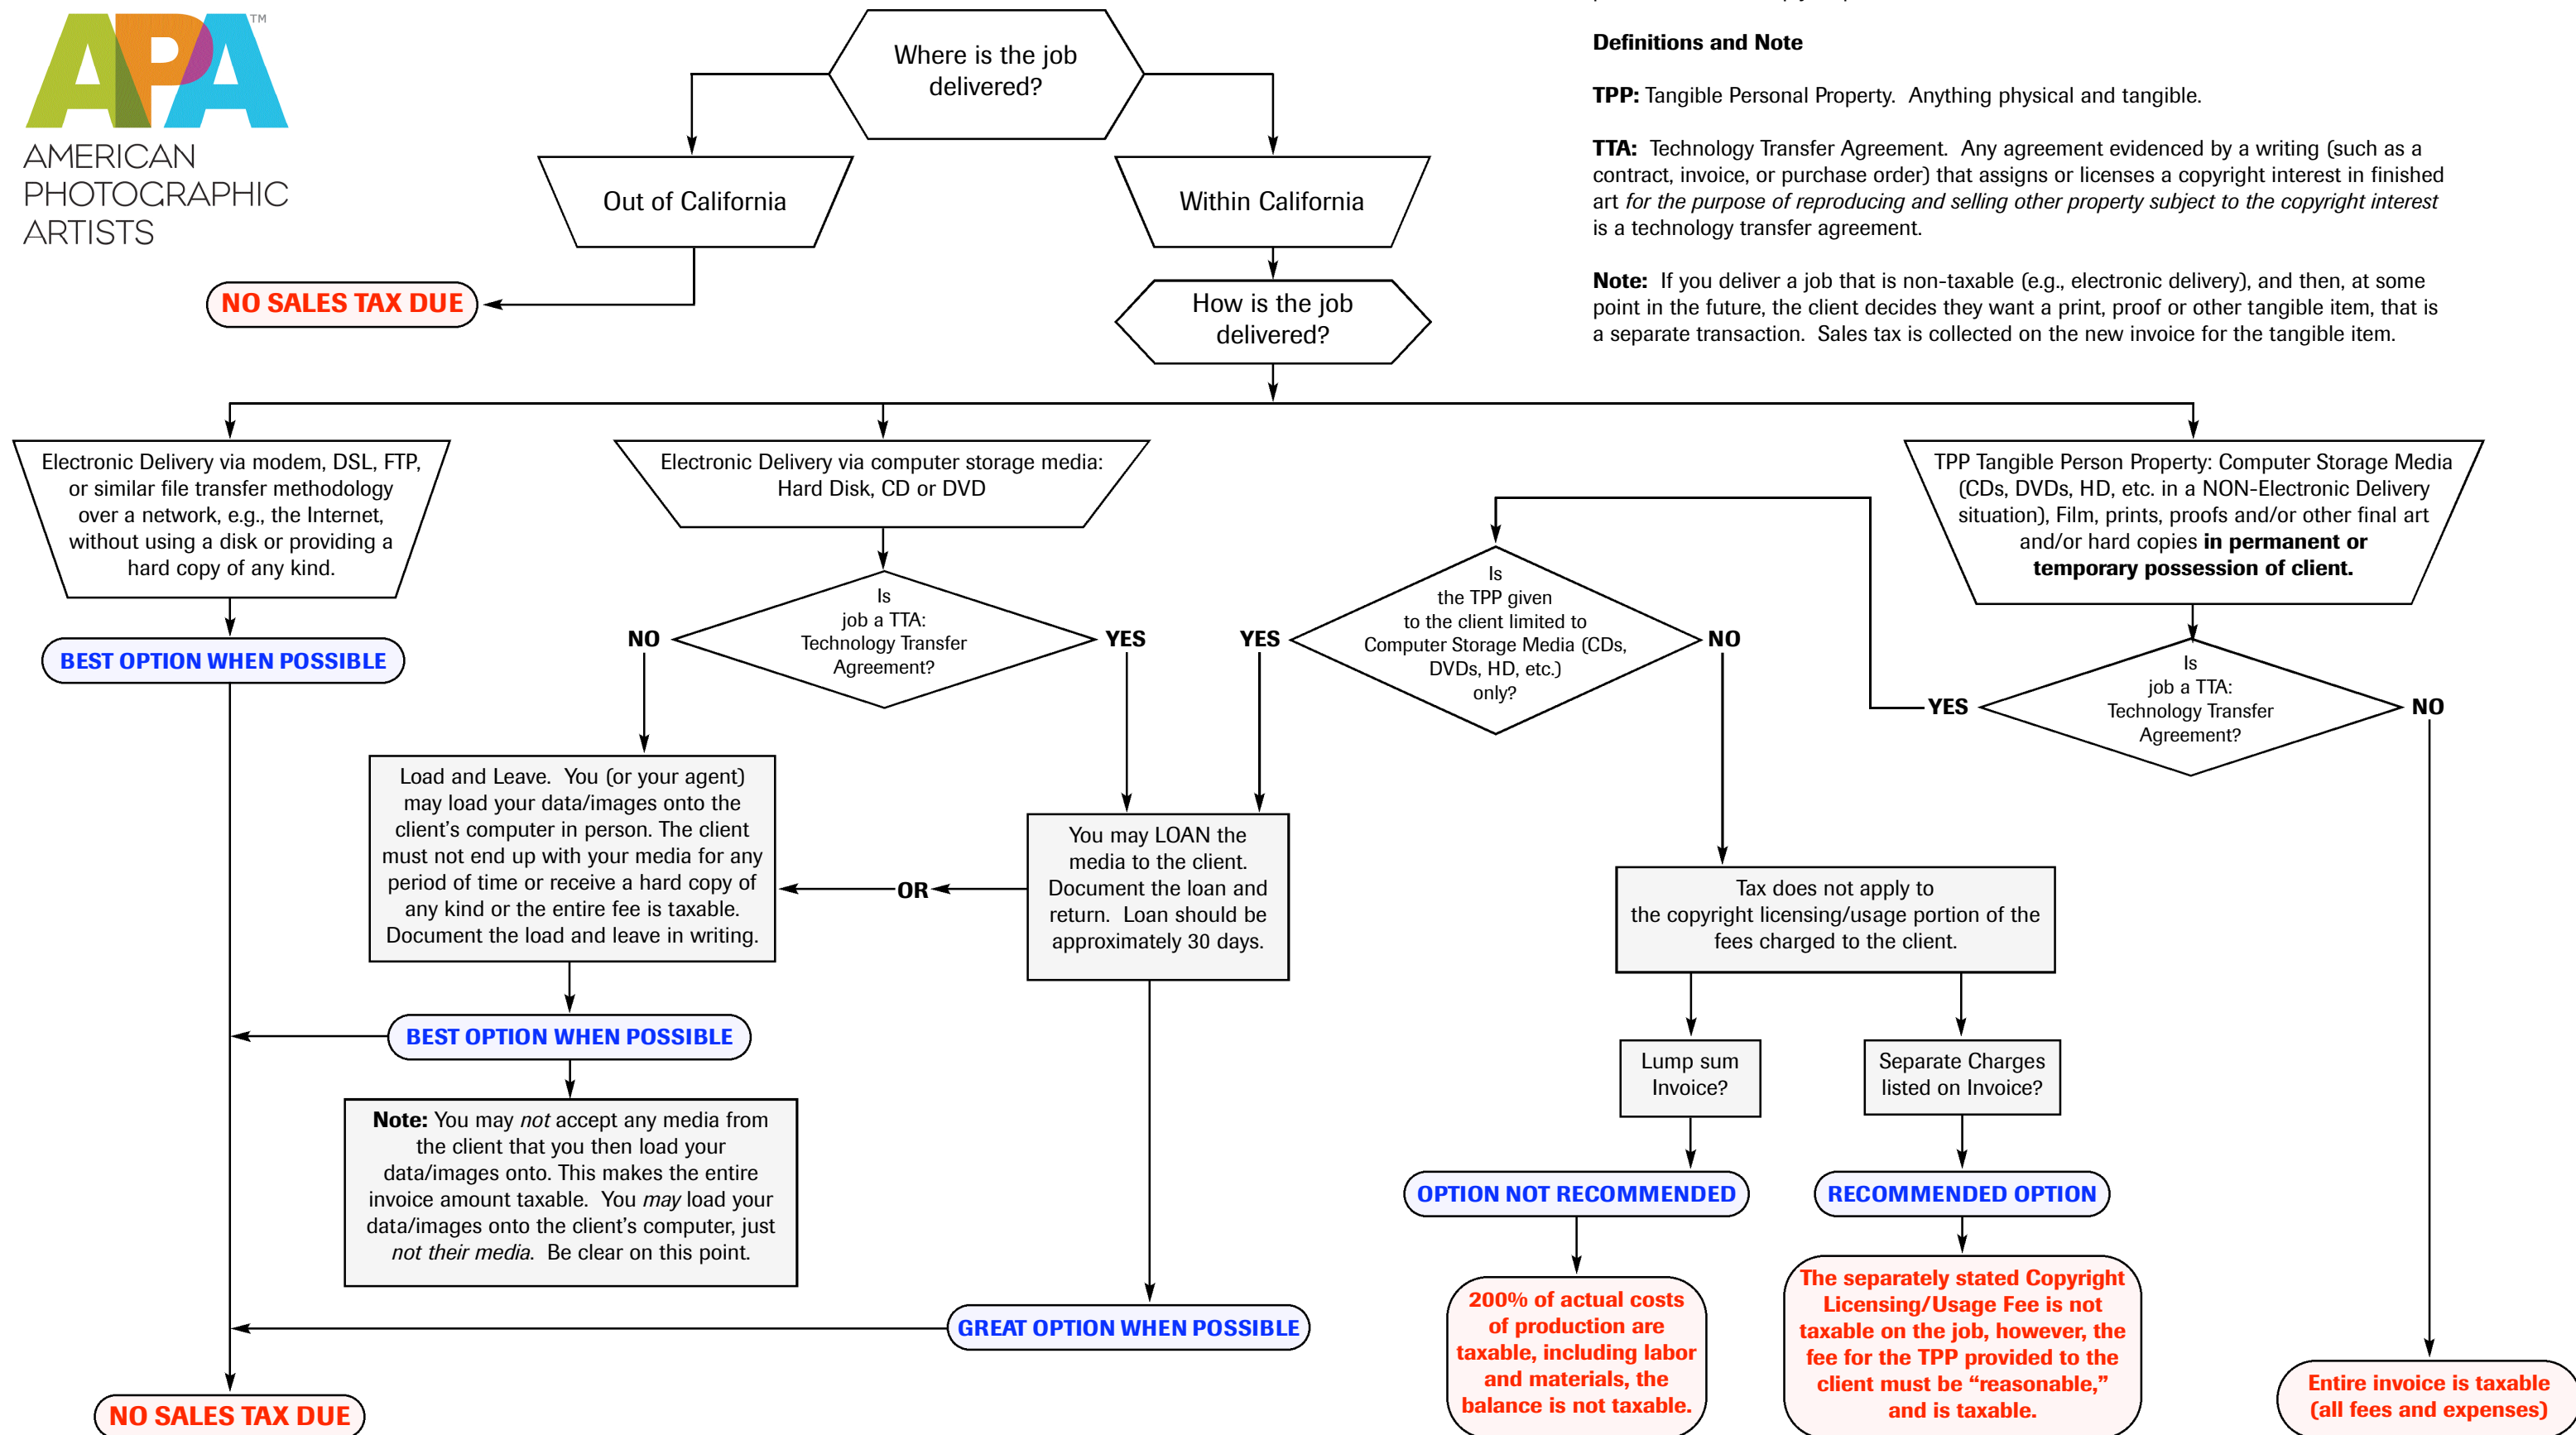 APA™
AMERICAN
PHOTOGRAPHIC
ARTISTS
Where is the job
delivered?
Out of California
Within California
NO SALES TAX DUE
How is the job
delivered?
Definitions and Note
TPP: Tangible Personal Property. Anything physical and tangible.
TTA: Technology Transfer Agreement. Any agreement evidenced by a writing (such as a
contract, invoice, or purchase order) that assigns or licenses a copyright interest in finished
art for the purpose of reproducing and selling other property subject to the copyright interest
is a technology transfer agreement.
Note: If you deliver a job that is non-taxable (e.g., electronic delivery), and then, at some
point in the future, the client decides they want a print, proof or other tangible item, that is
a separate transaction. Sales tax is collected on the new invoice for the tangible item.
Electronic Delivery via modem, DSL, FTP,
or similar file transfer methodology
over a network, e.g., the Internet,
without using a disk or providing a
hard copy of any kind.
BEST OPTION WHEN POSSIBLE
Electronic Delivery via computer storage media:
Hard Disk, CD or DVD
Is
job a TTA:
Technology Transfer
Agreement?
NO
YES
TPP Tangible Person Property: Computer Storage Media
(CDs, DVDs, HD, etc. in a NON-Electronic Delivery
situation), Film, prints, proofs and/or other final art
and/or hard copies in permanent or
temporary possession of client.
Is
job a TTA:
Technology Transfer
Agreement?
YES
NO
Is
the TPP given
to the client limited to
Computer Storage Media (CDs,
DVDs, HD, etc.)
only?
YES
NO
Load and Leave. You (or your agent)
may load your data/images onto the
client's computer in person. The client
must not end up with your media for any
period of time or receive a hard copy of
any kind or the entire fee is taxable.
Document the load and leave in writing.
OR
You may LOAN the
media to the client.
Document the loan and
return. Loan should be
approximately 30 days.
Tax does not apply to
the copyright licensing/usage portion of the
fees charged to the client.
BEST OPTION WHEN POSSIBLE
Note: You may not accept any media from
the client that you then load your
data/images onto. This makes the entire
invoice amount taxable. You may load your
data/images onto the client's computer, just
not their media. Be clear on this point.
Lump sum
Invoice?
Separate Charges
listed on Invoice?
OPTION NOT RECOMMENDED
RECOMMENDED OPTION
GREAT OPTION WHEN POSSIBLE
200% of actual costs
of production are
taxable, including labor
and materials, the
balance is not taxable.
The separately stated Copyright
Licensing/Usage Fee is not
taxable on the job, however, the
fee for the TPP provided to the
client must be “reasonable,”
and is taxable.
Entire invoice is taxable
(all fees and expenses)
NO SALES TAX DUE